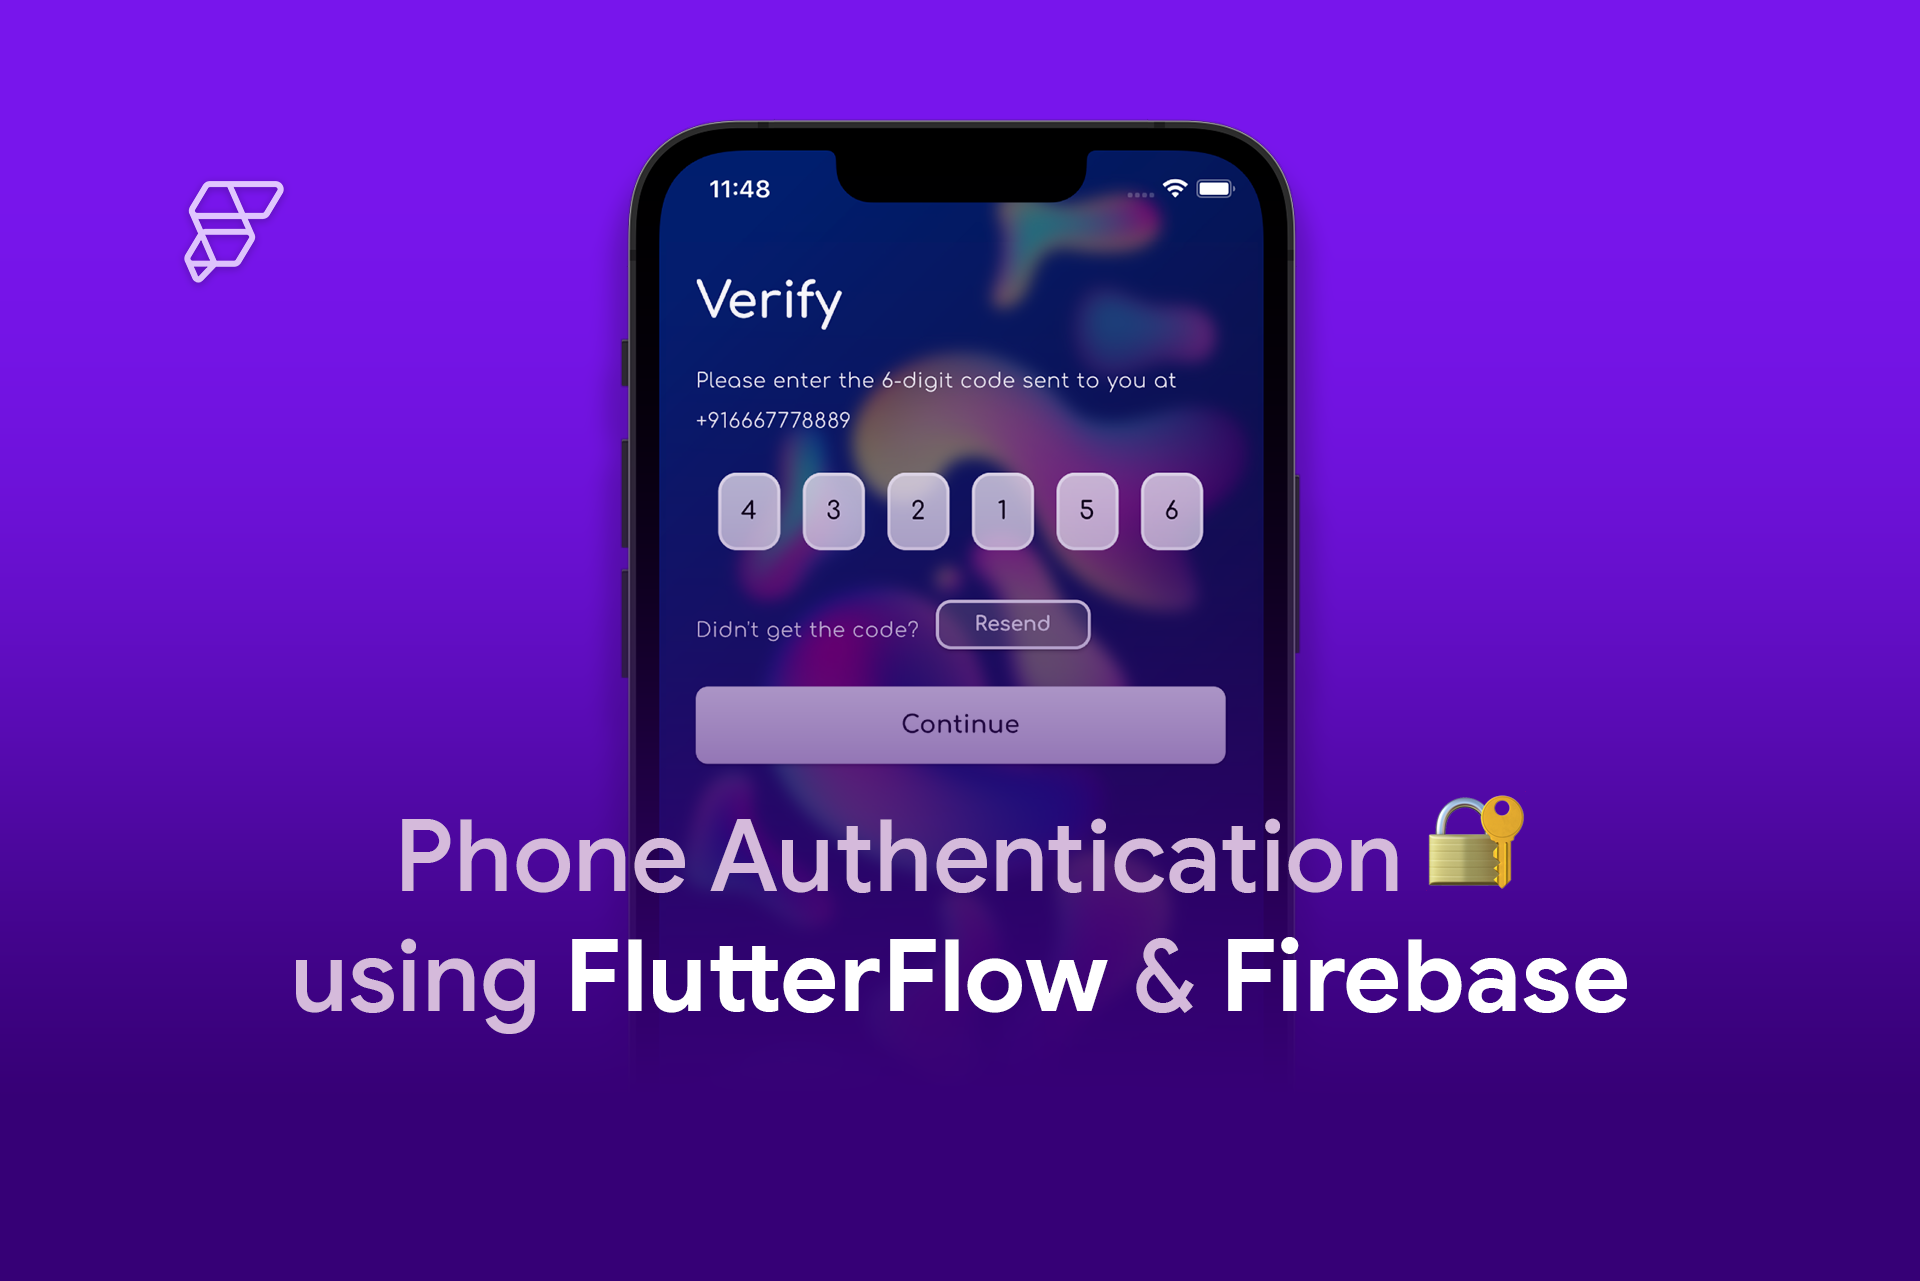 11:48
Verify
Please enter the 6-digit code sent to you at
+916667778889
4 3 2 1 5 6
Didn't get the code? Resend
Continue
Phone Authentication 🔐
using FlutterFlow & Firebase